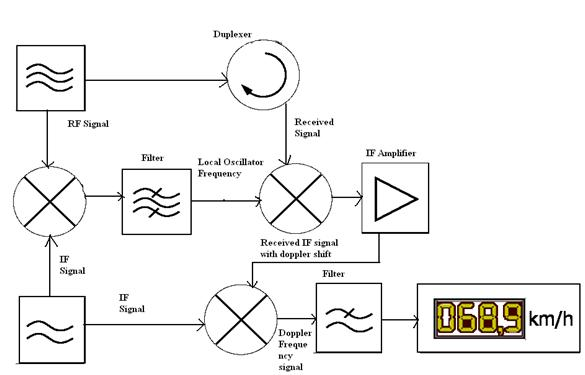 Duplexer
RF Signal
Received
Signal
Filter
Local Oscillator
Frequency
IF Amplifier
Received IF signal
with doppler shift
IF
Signal
IF
Signal
Filter
Doppler
Freque
ncy
signal
068,9 km/h